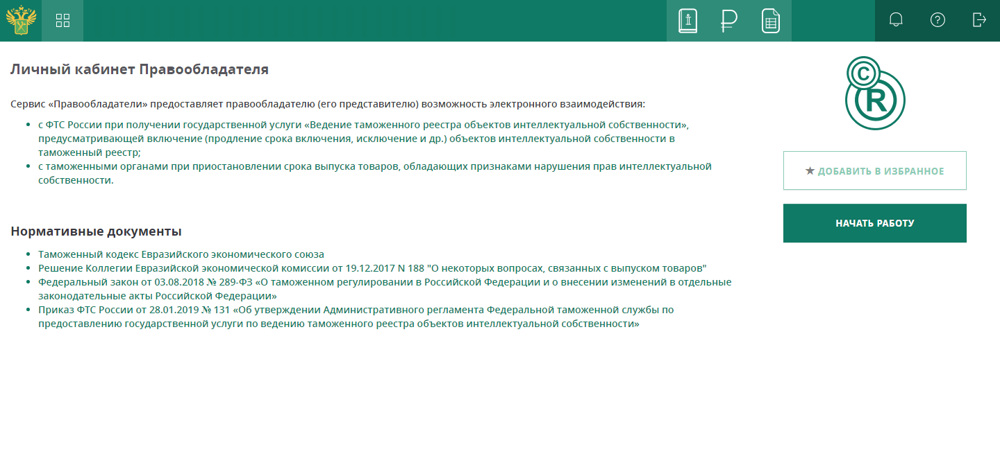 Личный кабинет Правообладателя
Сервис «Правообладатели» предоставляет правообладателю (его представителю) возможность электронного взаимодействия:
с ФТС России при получении государственной услуги «Ведение таможенного реестра объектов интеллектуальной собственности»,
предусматривающей включение (продление срока включения, исключение и др.) объектов интеллектуальной собственности в
таможенный реестр;
с таможенными органами при приостановлении срока выпуска товаров, обладающих признаками нарушения прав интеллектуальной
собственности.
Нормативные документы
Таможенный кодекс Евразийского экономического союза
Решение Коллегии Евразийской экономической комиссии от 19.12.2017 N 188 "О некоторых вопросах, связанных с выпуском товаров"
Федеральный закон от 03.08.2018 № 289-ФЗ «О таможенном регулировании в Российской Федерации и о внесении изменений в отдельные
законодательные акты Российской Федерации»
Приказ ФТС России от 28.01.2019 № 131 «Об утверждении Административного регламента Федеральной таможенной службы по
предоставлению государственной услуги по ведению таможенного реестра объектов интеллектуальной собственности»
C
R
★ ДОБАВИТЬ В ИЗБРАННОЕ
НАЧАТЬ РАБОТУ